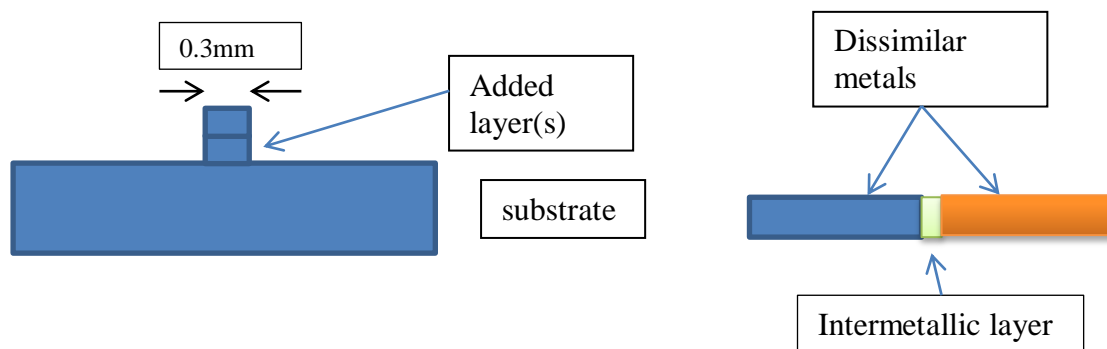 0.3mm
Added
layer(s)
substrate
Dissimilar
metals
Intermetallic layer